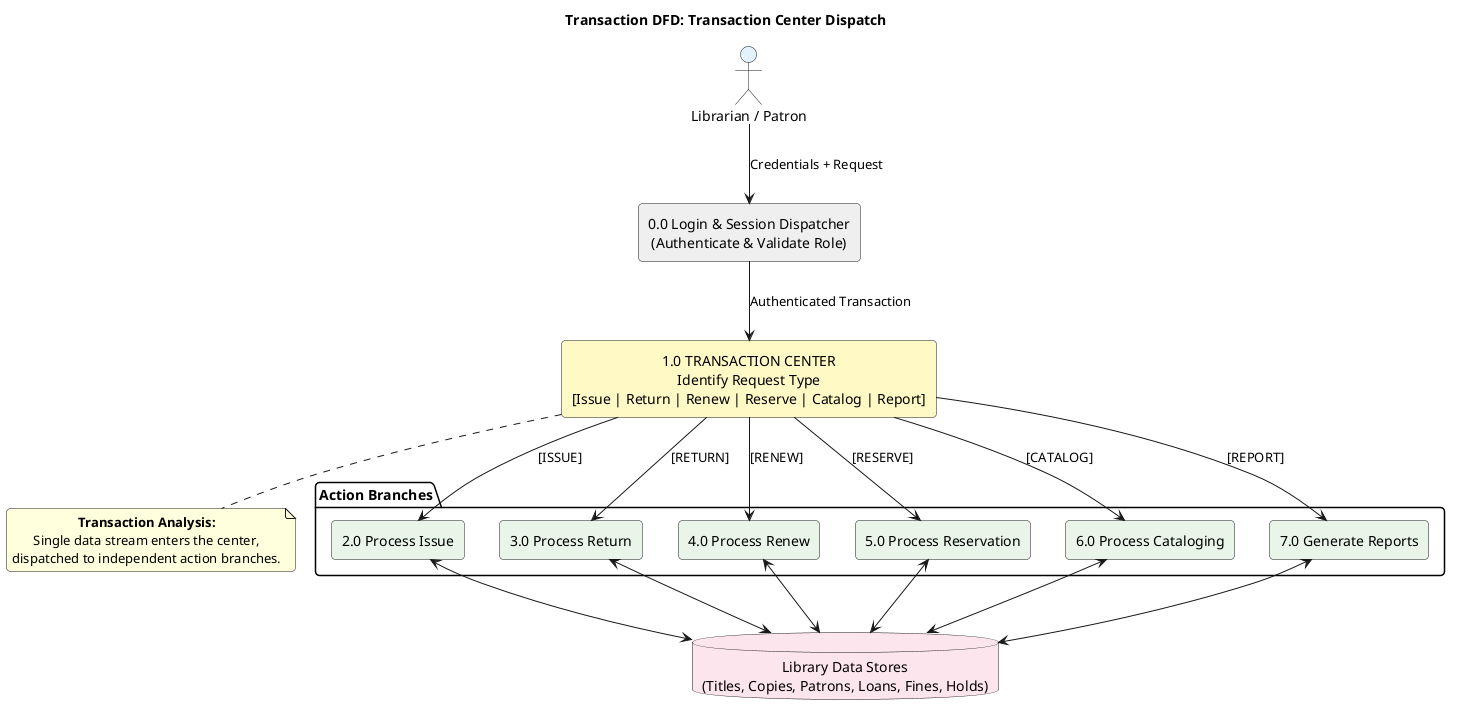 Transaction DFD: Transaction Center Dispatch
Librarian / Patron
Credentials + Request
0.0 Login & Session Dispatcher
(Authenticate & Validate Role)
Authenticated Transaction
1.0 TRANSACTION CENTER
Identify Request Type
[Issue | Return | Renew | Reserve | Catalog | Report]
[ISSUE]
[RETURN]
[RENEW]
[RESERVE]
[CATALOG]
[REPORT]
Transaction Analysis:
Single data stream enters the center,
dispatched to independent action branches.
Action Branches
2.0 Process Issue
3.0 Process Return
4.0 Process Renew
5.0 Process Reservation
6.0 Process Cataloging
7.0 Generate Reports
Library Data Stores
(Titles, Copies, Patrons, Loans, Fines, Holds)